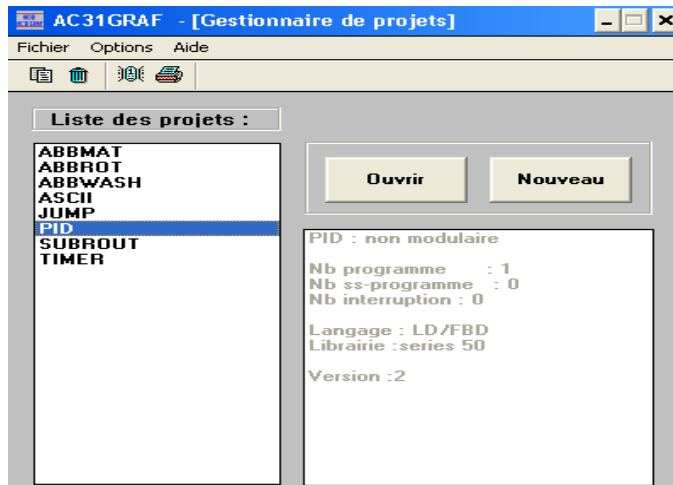 AC31GRAF - [Gestionnaire de projets]
Fichier Options Aide
Liste des projets :
ABBMAT
ABBROT
ABBWASH
ASCII
JUMP
PID
SUBROUT
TIMER
Ouvrir Nouveau
PID : non modulaire
Nb programme : 1
Nb ss-programme : 0
Nb interruption : 0
Langage : LD/FBD
Librairie :series 50
Version :2